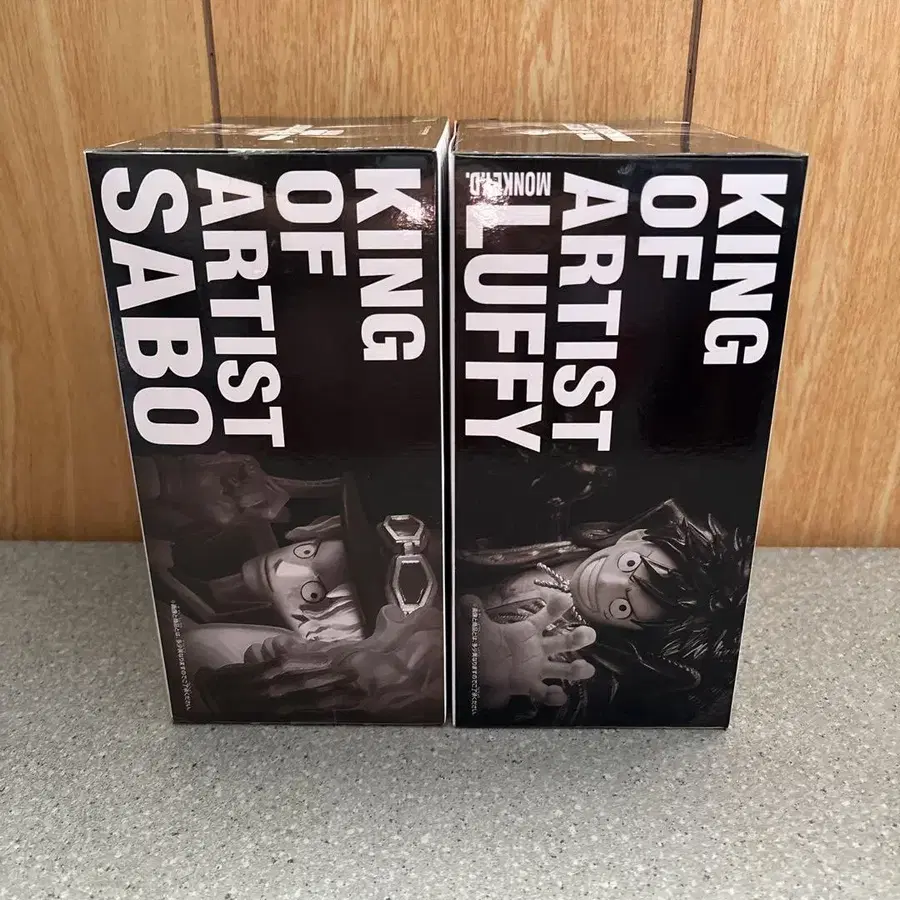 KING
OF
ARTIST
SABO
KING
OF
ARTIST
MONKEY.D.
LUFFY